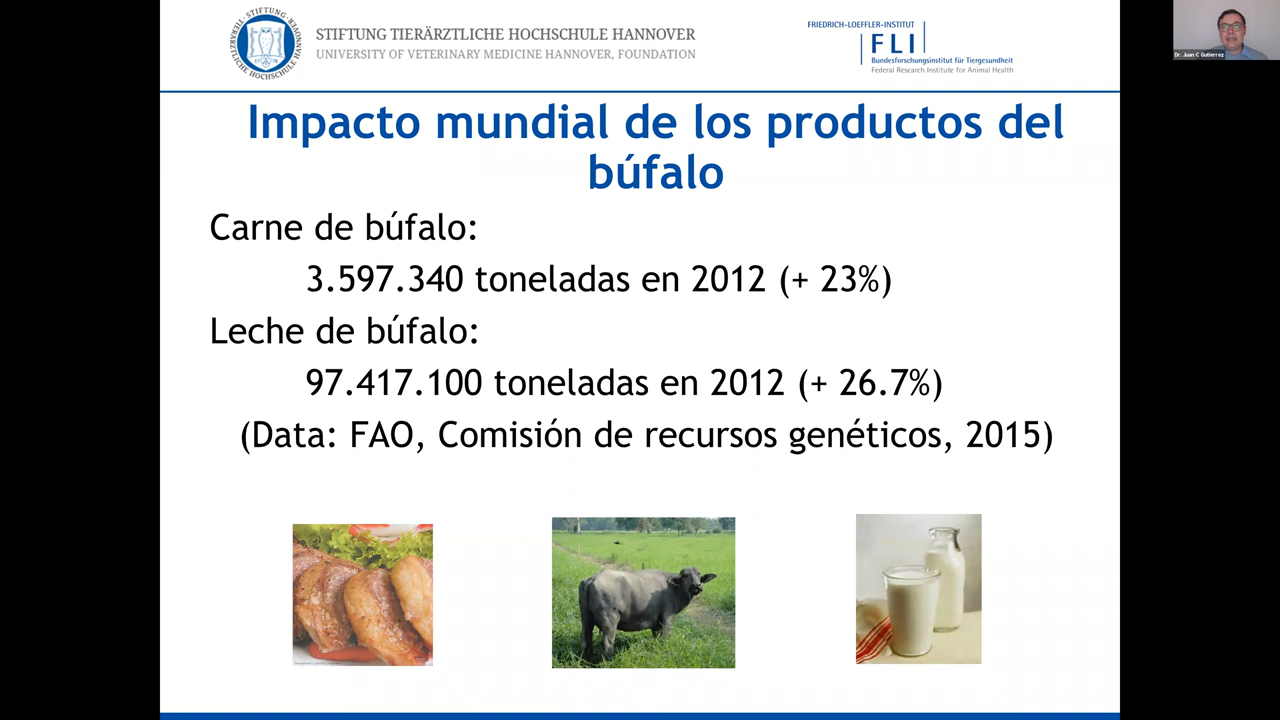 STIFTUNG TIERÄRZTLICHE HOCHSCHULE HANNOVER
UNIVERSITY OF VETERINARY MEDICINE HANNOVER, FOUNDATION
FRIEDRICH-LOEFFLER-INSTITUT
FLI
Bundesforschungsinstitut für Tiergesundheit
Federal Research Institute for Animal Health
Dr. Juan C Gutierrez
Impacto mundial de los productos del
búfalo
Carne de búfalo:
3.597.340 toneladas en 2012 (+ 23%)
Leche de búfalo:
97.417.100 toneladas en 2012 (+ 26.7%)
(Data: FAO, Comisión de recursos genéticos, 2015)